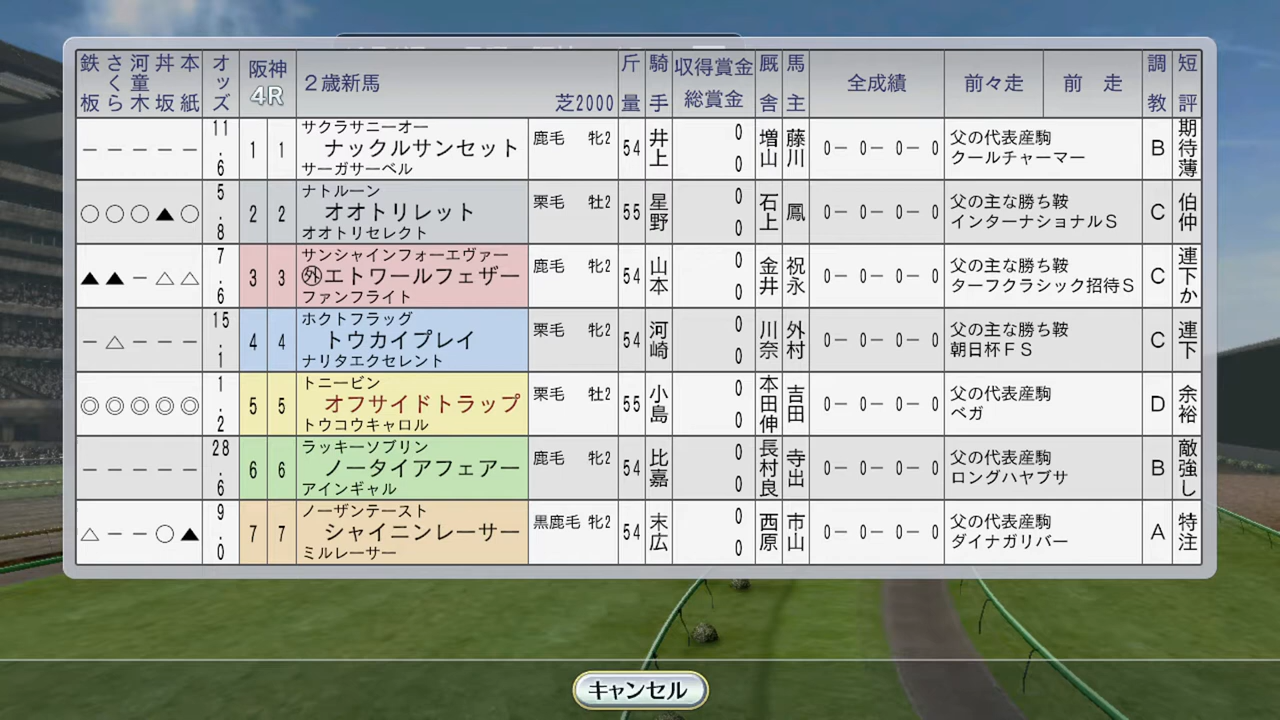 鉄板 さくら 河童木 丼坂 本紙 オッズ 阪神 4R 2歳新馬 芝2000 斤量 騎手 収得賞金 総賞金 厩舎 馬主 全成績 前々走 前 走 調教 短評
サクラサニーオー
－－－－－ 11.6 1 1 ナックルサンセット 鹿毛 牝2 54 井上 0 0 増山 藤川 0－ 0－ 0－ 0 父の代表産駒 クールチャーマー B 期待薄
サーガサーベル
ナトルーン
○○○▲○ 5.8 2 2 オオトリレット 栗毛 牡2 55 星野 0 0 石上 鳳 0－ 0－ 0－ 0 父の主な勝ち鞍 インターナショナルS C 伯仲
オオトリセレクト
サンシャインフォーエヴァー
▲▲－△△ 7.6 3 3 ㊕エトワールフェザー 鹿毛 牝2 54 山本 0 0 金井 祝永 0－ 0－ 0－ 0 父の主な勝ち鞍 ターフクラシック招待S C 連下か
ファンフライト
ホクトフラッグ
－△－－－ 15.1 4 4 トウカイプレイ 栗毛 牝2 54 河崎 0 0 川奈 外村 0－ 0－ 0－ 0 父の主な勝ち鞍 朝日杯FS C 連下
ナリタエクセレント
トニービン
◎◎◎◎◎ 1.2 5 5 オフサイドトラップ 栗毛 牡2 55 小島 0 0 本田伸 吉田 0－ 0－ 0－ 0 父の代表産駒 ベガ D 余裕
トウコウキャロル
ラッキーソブリン
－－－－－ 28.6 6 6 ノータイアフェアー 鹿毛 牝2 54 比嘉 0 0 長村良 寺出 0－ 0－ 0－ 0 父の代表産駒 ロングハヤブサ B 敵強し
アインギャル
ノーザンテースト
△－－○▲ 9.0 7 7 シャイニンレーサー 黒鹿毛 牝2 54 末広 0 0 西原 市山 0－ 0－ 0－ 0 父の代表産駒 ダイナガリバー A 特注
ミルレーサー
キャンセル